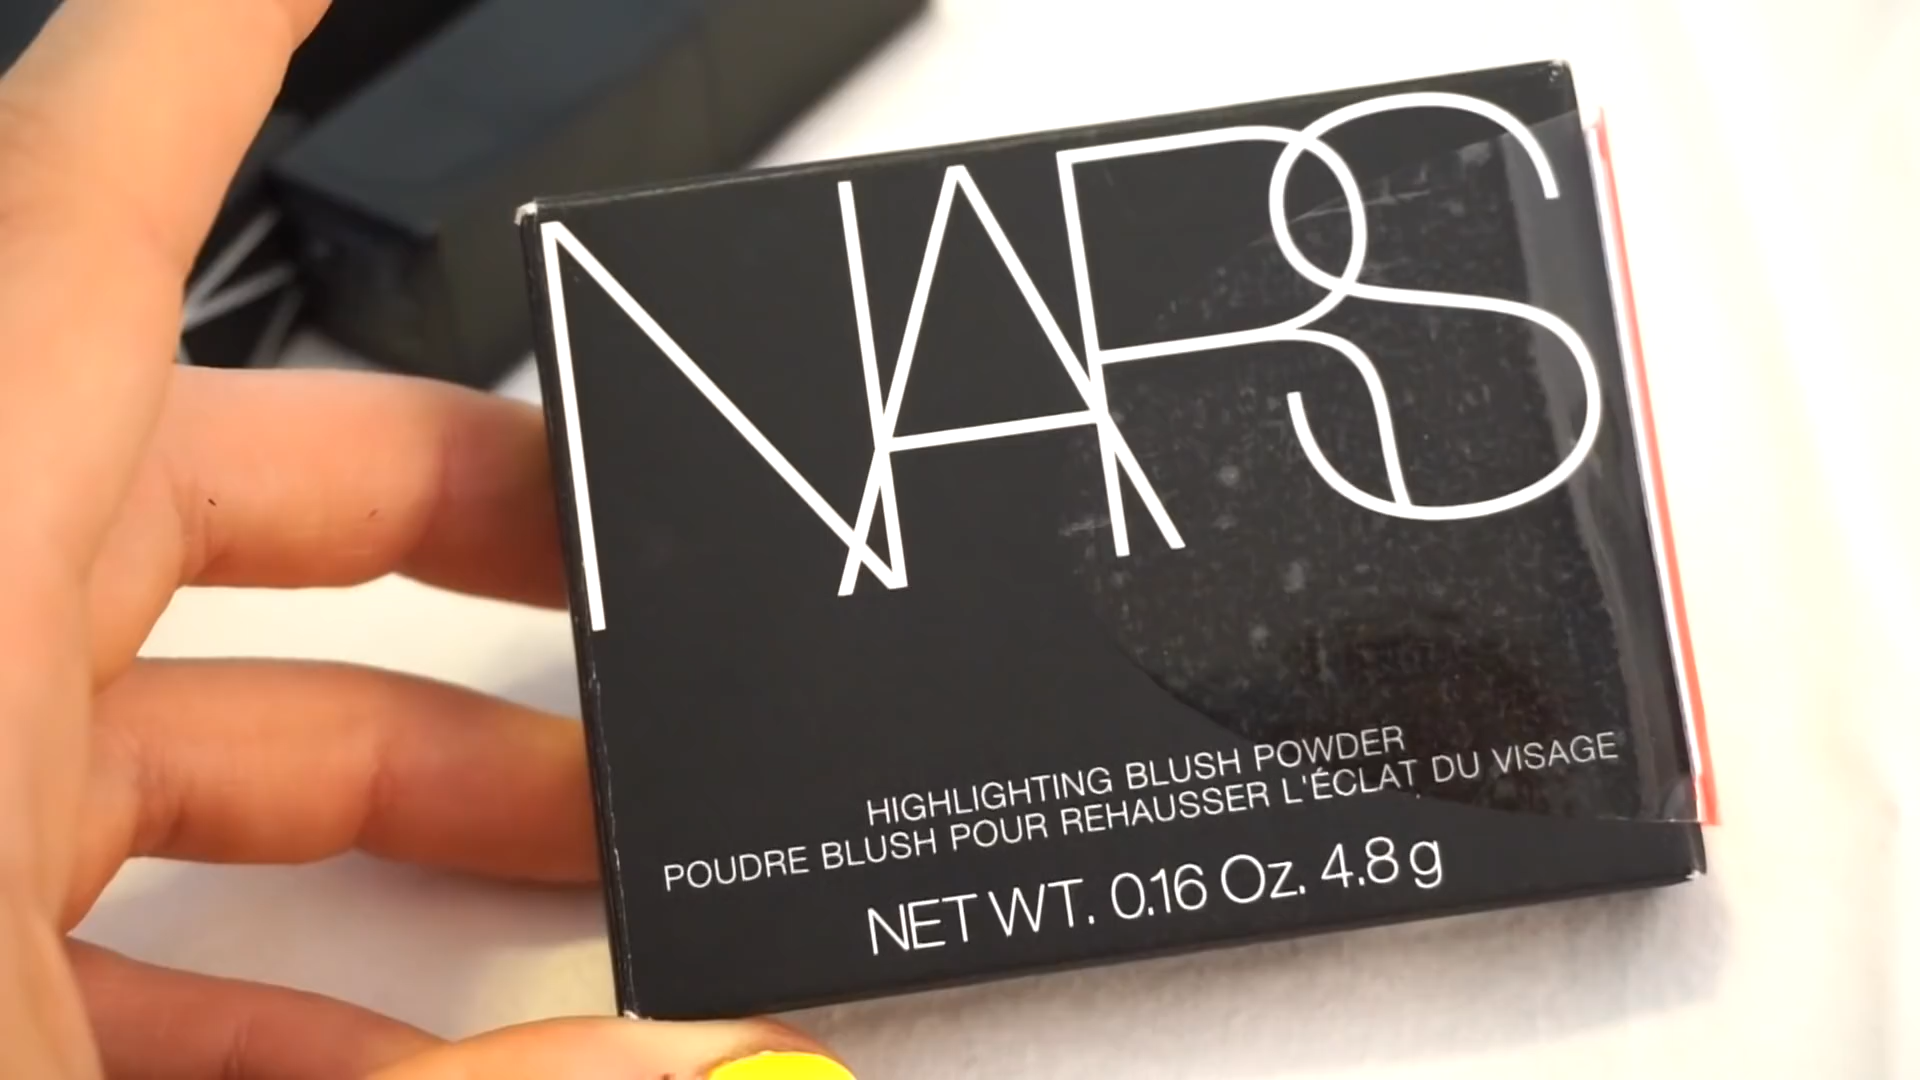 NARS
HIGHLIGHTING BLUSH POWDER
POUDRE BLUSH POUR REHAUSSER L'ÉCLAT DU VISAGE
NET WT. 0.16 Oz. 4.8 g